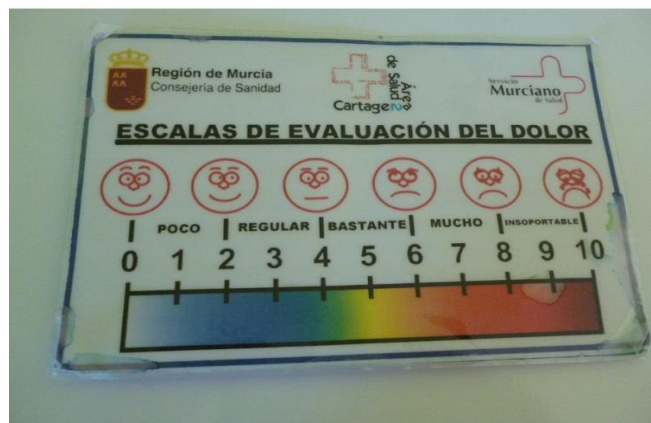 Región de Murcia
Consejería de Sanidad
Área
de Salud 2
Cartagena
Servicio
Murciano
de Salud
ESCALAS DE EVALUACIÓN DEL DOLOR
POCO REGULAR BASTANTE MUCHO INSOPORTABLE
0 1 2 3 4 5 6 7 8 9 10